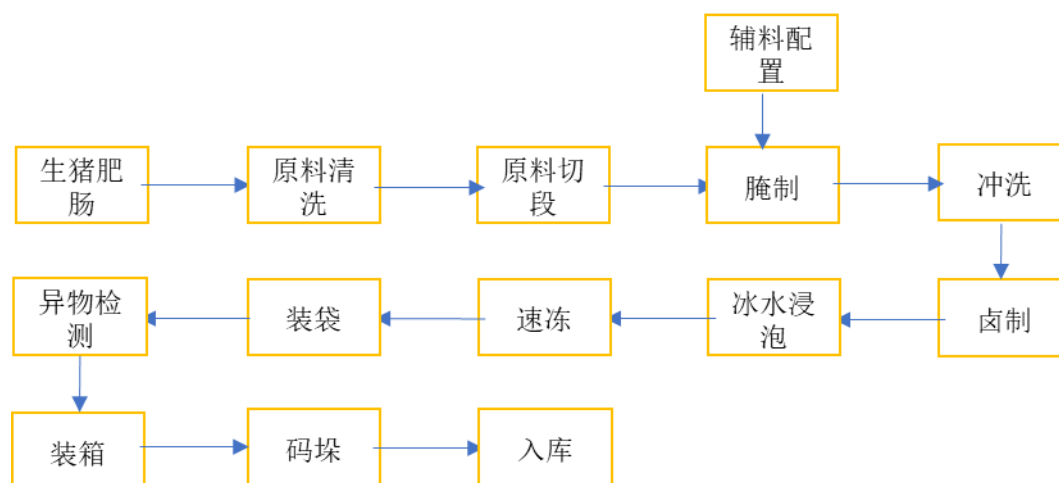 辅料配
置
生猪肥
肠
原料清
洗
原料切
段
腌制
冲洗
异物检
测
装袋
速冻
冰水浸
泡
卤制
装箱
码垛
入库